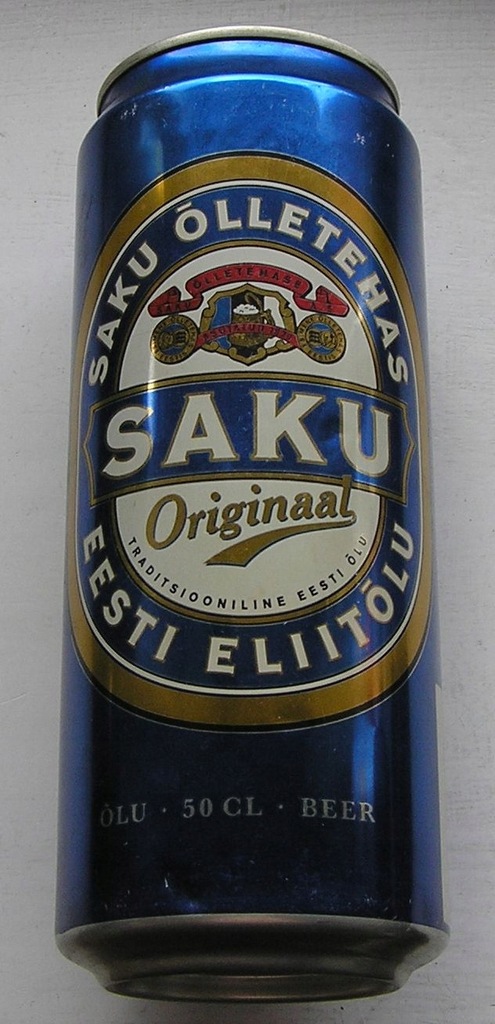 SAKU ÕLLETEHAS
ÕLLETEHASE
SAKU
Originaal
TRADITSIOONILINE EESTI ÕLU
EESTI ELIITÕLU
ÕLU · 50 CL · BEER